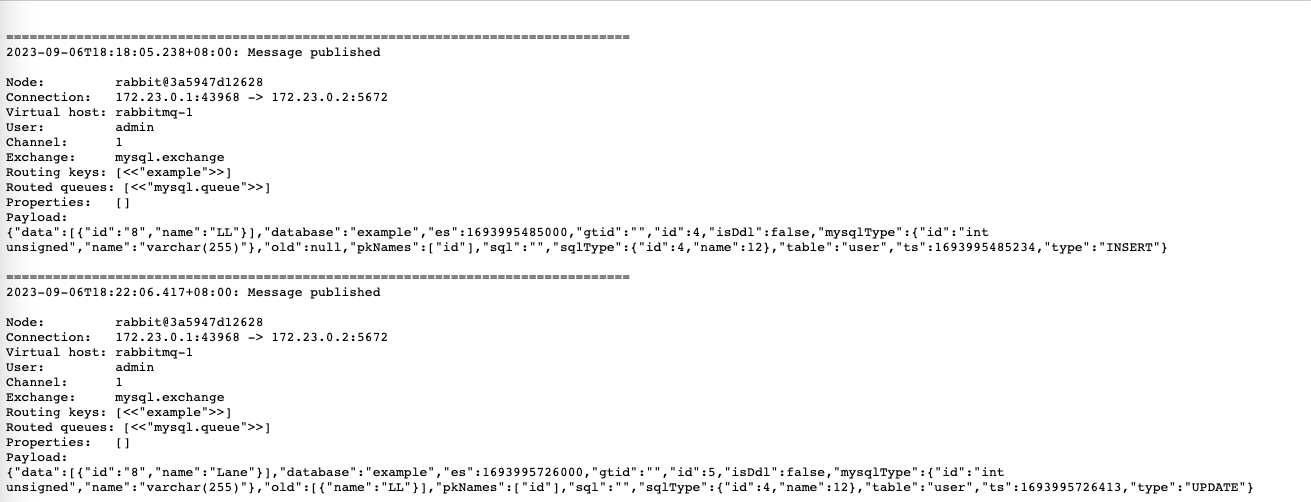 ================================================================================
2023-09-06T18:18:05.238+08:00: Message published
Node:         rabbit@3a5947d12628
Connection:   172.23.0.1:43968 -> 172.23.0.2:5672
Virtual host: rabbitmq-1
User:         admin
Channel:      1
Exchange:     mysql.exchange
Routing keys: [<<"example">>]
Routed queues: [<<"mysql.queue">>]
Properties:   []
Payload:
{"data":[{"id":"8","name":"LL"}],"database":"example","es":1693995485000,"gtid":"","id":4,"isDdl":false,"mysqlType":{"id":"int
unsigned","name":"varchar(255)"},"old":null,"pkNames":["id"],"sql":"","sqlType":{"id":4,"name":12},"table":"user","ts":1693995485234,"type":"INSERT"}
================================================================================
2023-09-06T18:22:06.417+08:00: Message published
Node:         rabbit@3a5947d12628
Connection:   172.23.0.1:43968 -> 172.23.0.2:5672
Virtual host: rabbitmq-1
User:         admin
Channel:      1
Exchange:     mysql.exchange
Routing keys: [<<"example">>]
Routed queues: [<<"mysql.queue">>]
Properties:   []
Payload:
{"data":[{"id":"8","name":"Lane"}],"database":"example","es":1693995726000,"gtid":"","id":5,"isDdl":false,"mysqlType":{"id":"int
unsigned","name":"varchar(255)"},"old":[{"name":"LL"}],"pkNames":["id"],"sql":"","sqlType":{"id":4,"name":12},"table":"user","ts":1693995726413,"type":"UPDATE"}